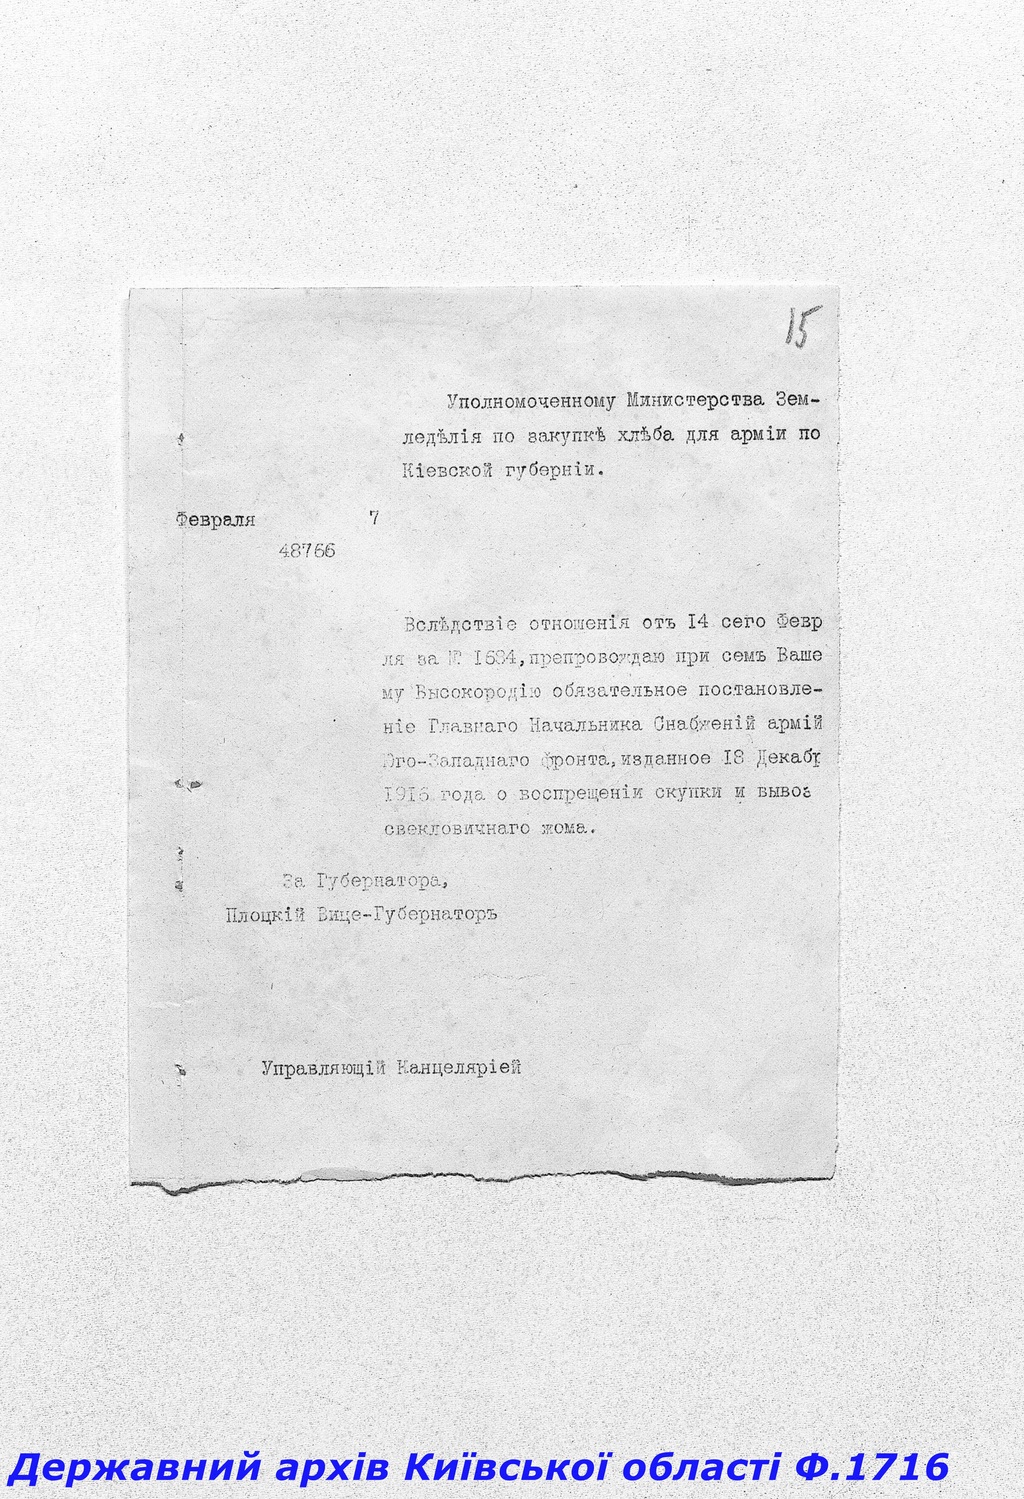 15
Уполномоченному Министерства Зем-
ледѣлія по закупкѣ хлѣба для арміи по
Кіевской губерніи.
Февраля 7
48766
Вслѣдствіе отношенія отъ 14 сего Февр
ля за № 1694, препровождаю при семъ Ваше
му Высокородію обязательное постановле-
ніе Главнаго Начальника Снабженій армій
Юго-Западнаго фронта, изданное 18 Декабр
года о воспрещеніи скупки и вывоз
свекловичнаго жома.
За Губернатора,
Плоцкій Вице-Губернаторъ
Управляющій Канцеляріей
Державний архів Київської області Ф.1716